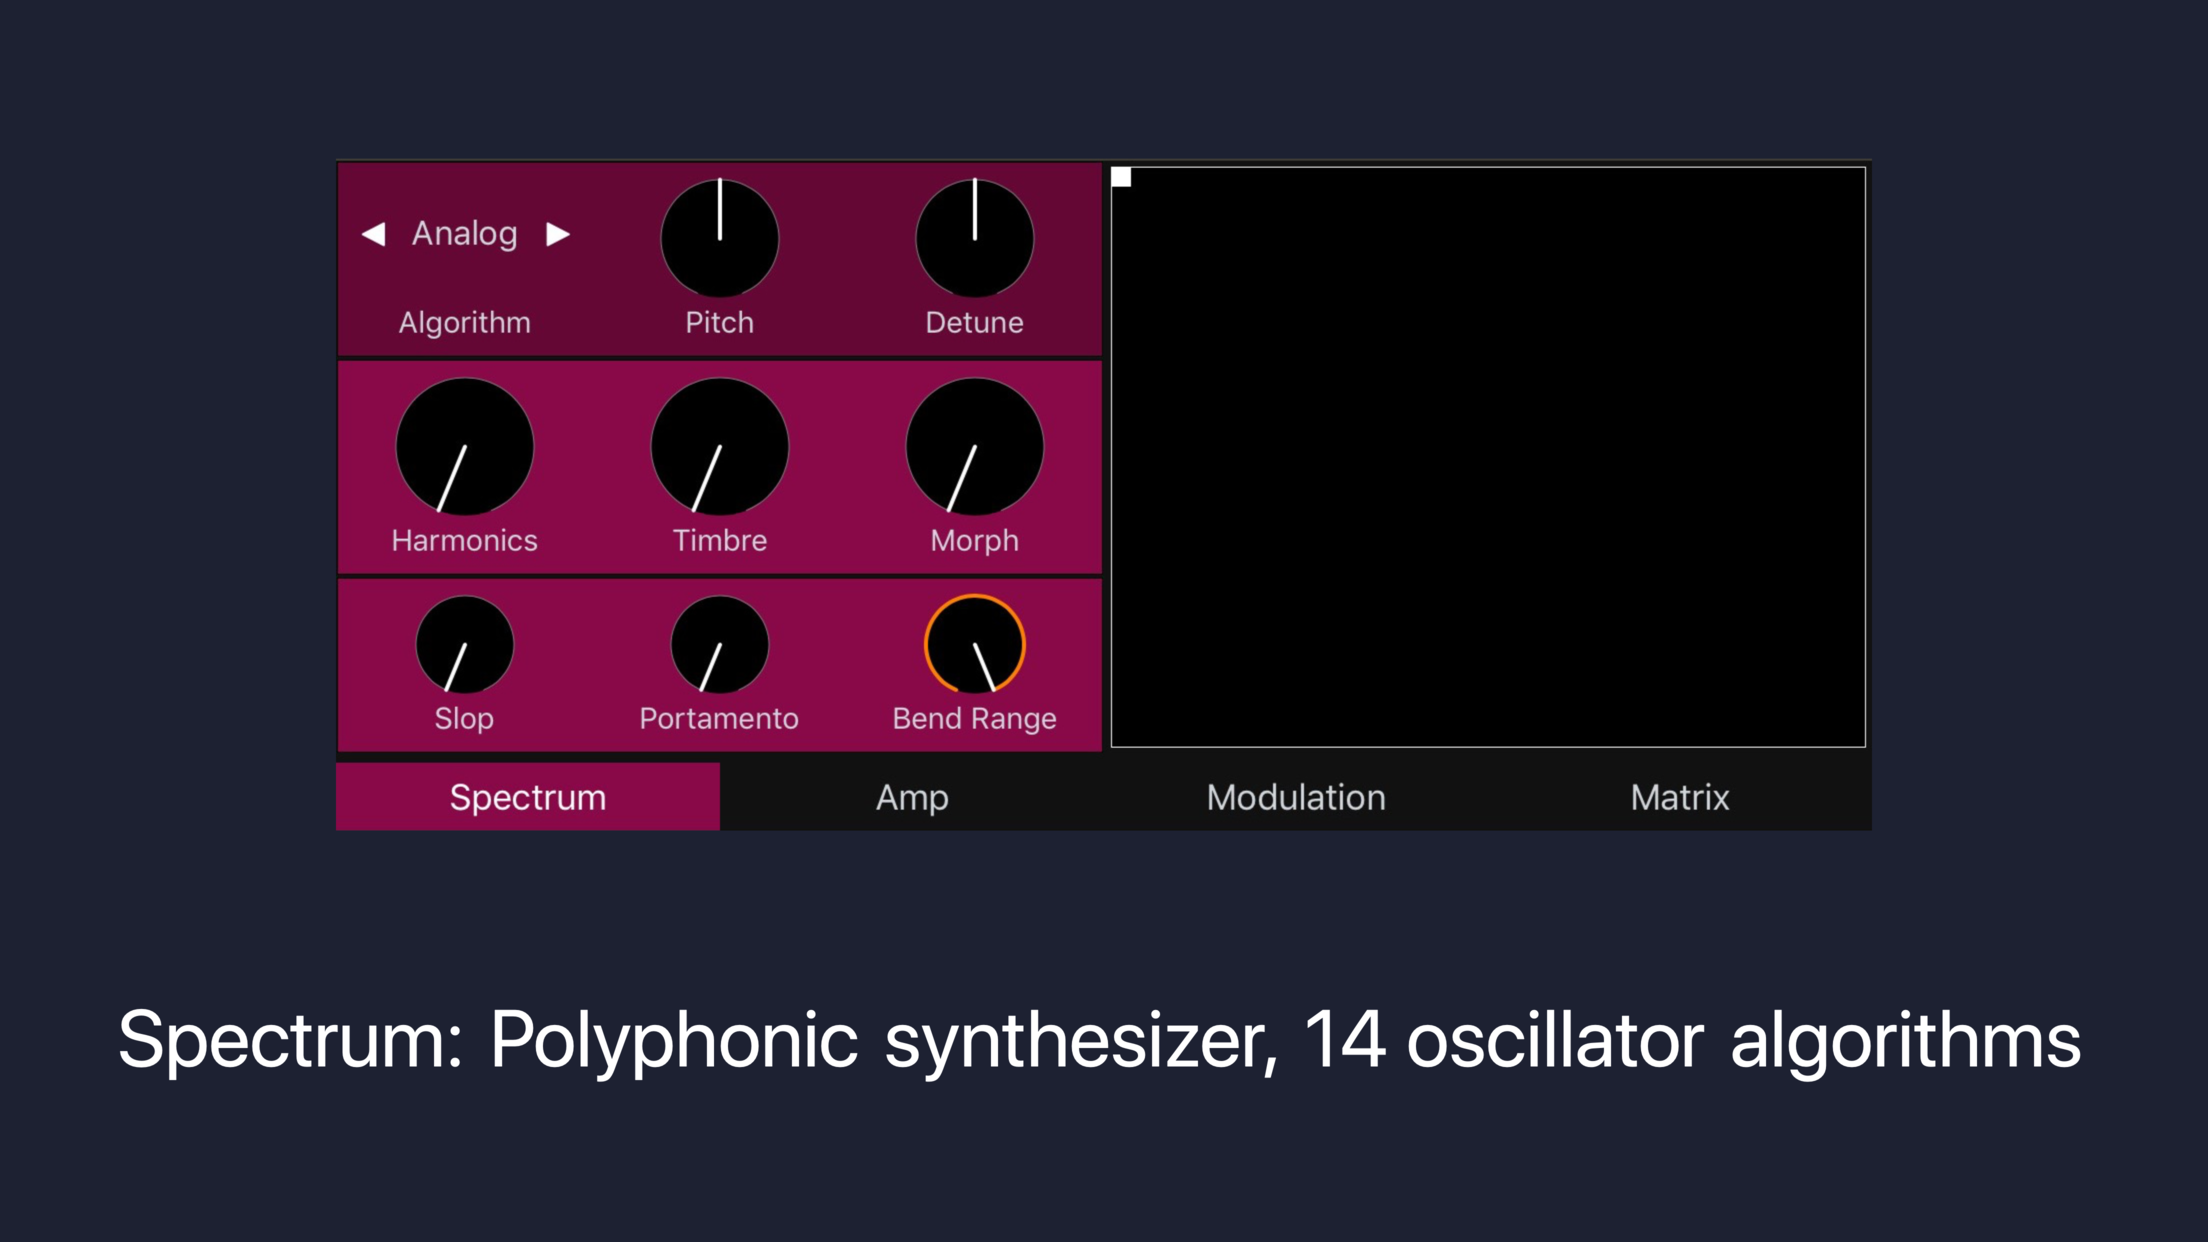 Analog
Algorithm Pitch Detune
Harmonics Timbre Morph
Slop Portamento Bend Range
Spectrum Amp Modulation Matrix
Spectrum: Polyphonic synthesizer, 14 oscillator algorithms